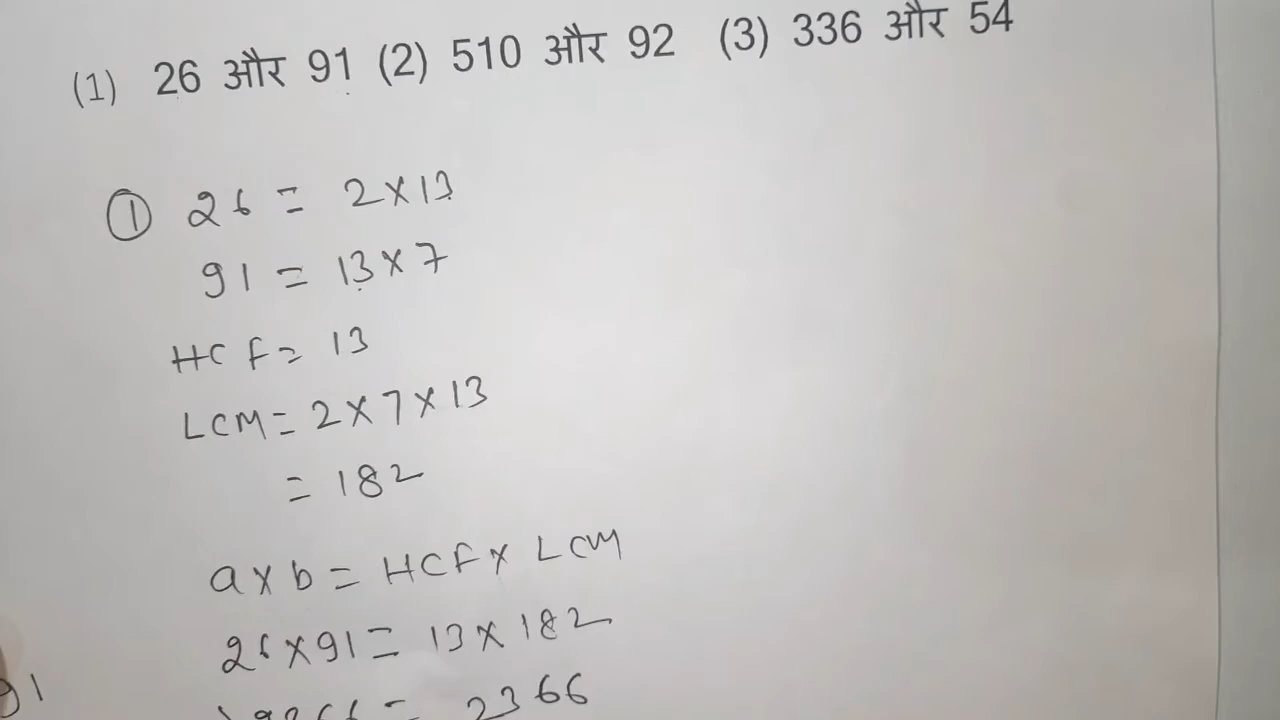 (1) 26 और 91 (2) 510 और 92 (3) 336 और 54
① 26 = 2×13
91 = 13×7
HCF = 13
LCM = 2×7×13
= 182
a×b = HCF × LCM
26×91 = 13×182
= 2366
91